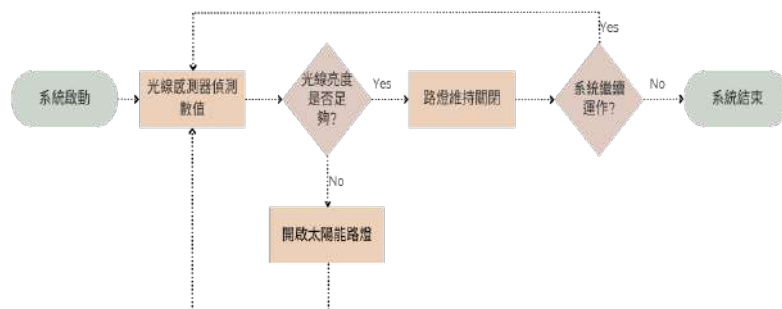 Yes
系統啟動
光線感測器偵測
數值
光線亮度
是否足
夠?
Yes
路燈維持關閉
系統繼續
運作?
No
系統結束
No
開啟太陽能路燈